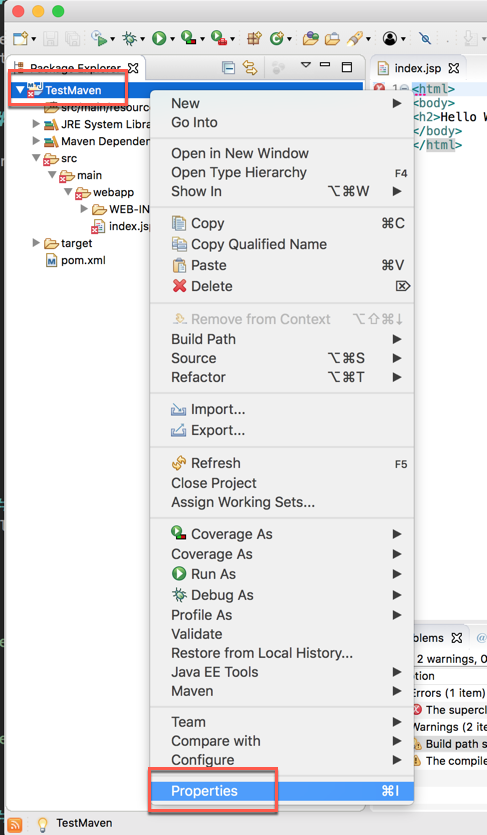 Package Explorer
index.jsp
TestMaven
src/main/resourc
JRE System Libra
Maven Dependen
src
main
webapp
WEB-IN
index.jsp
target
pom.xml
1
<html>
<body>
<h2>Hello W
</body>
</html>
New
Go Into
Open in New Window
Open Type Hierarchy F4
Show In ⌥⌘W
Copy ⌘C
Copy Qualified Name
Paste ⌘V
Delete ⌦
Remove from Context ⌥⇧⌘↓
Build Path
Source ⌥⌘S
Refactor ⌥⌘T
Import...
Export...
Refresh F5
Close Project
Assign Working Sets...
Coverage As
Coverage As
Run As
Debug As
Profile As
Validate
Restore from Local History...
Java EE Tools
Maven
Team
Compare with
Configure
Properties ⌘I
oblems
2 warnings, 0
tion
Errors (1 item)
The supercl
Warnings (2 ite
Build path s
The compile
TestMaven